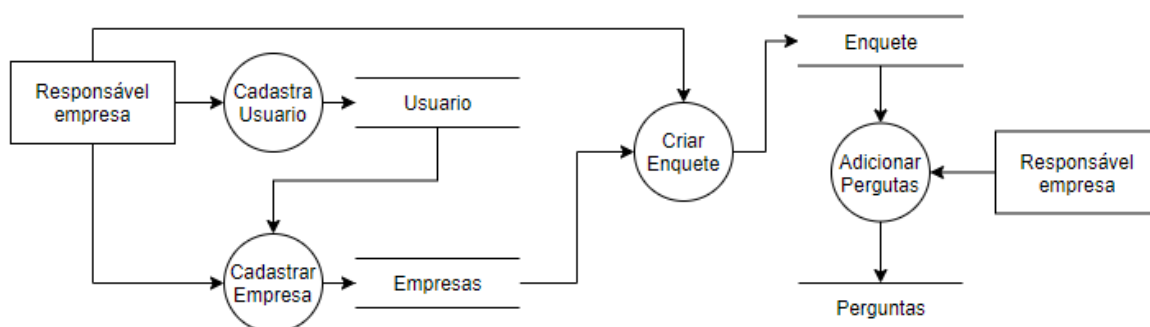 Responsável
empresa
Cadastra
Usuario
Usuario
Cadastrar
Empresa
Empresas
Criar
Enquete
Enquete
Adicionar
Pergutas
Responsável
empresa
Perguntas